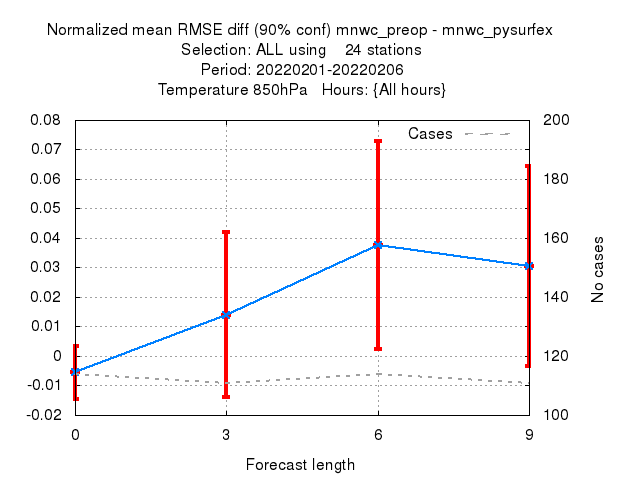 Normalized mean RMSE diff (90% conf) mnwc_preop - mnwc_pysurfex
Selection: ALL using    24 stations
Period: 20220201-20220206
Temperature 850hPa   Hours: {All hours}
Cases
0.08
0.07
0.06
0.05
0.04
0.03
0.02
0.01
0
-0.01
-0.02
200
180
160
140
120
100
No cases
0 3 6 9
Forecast length